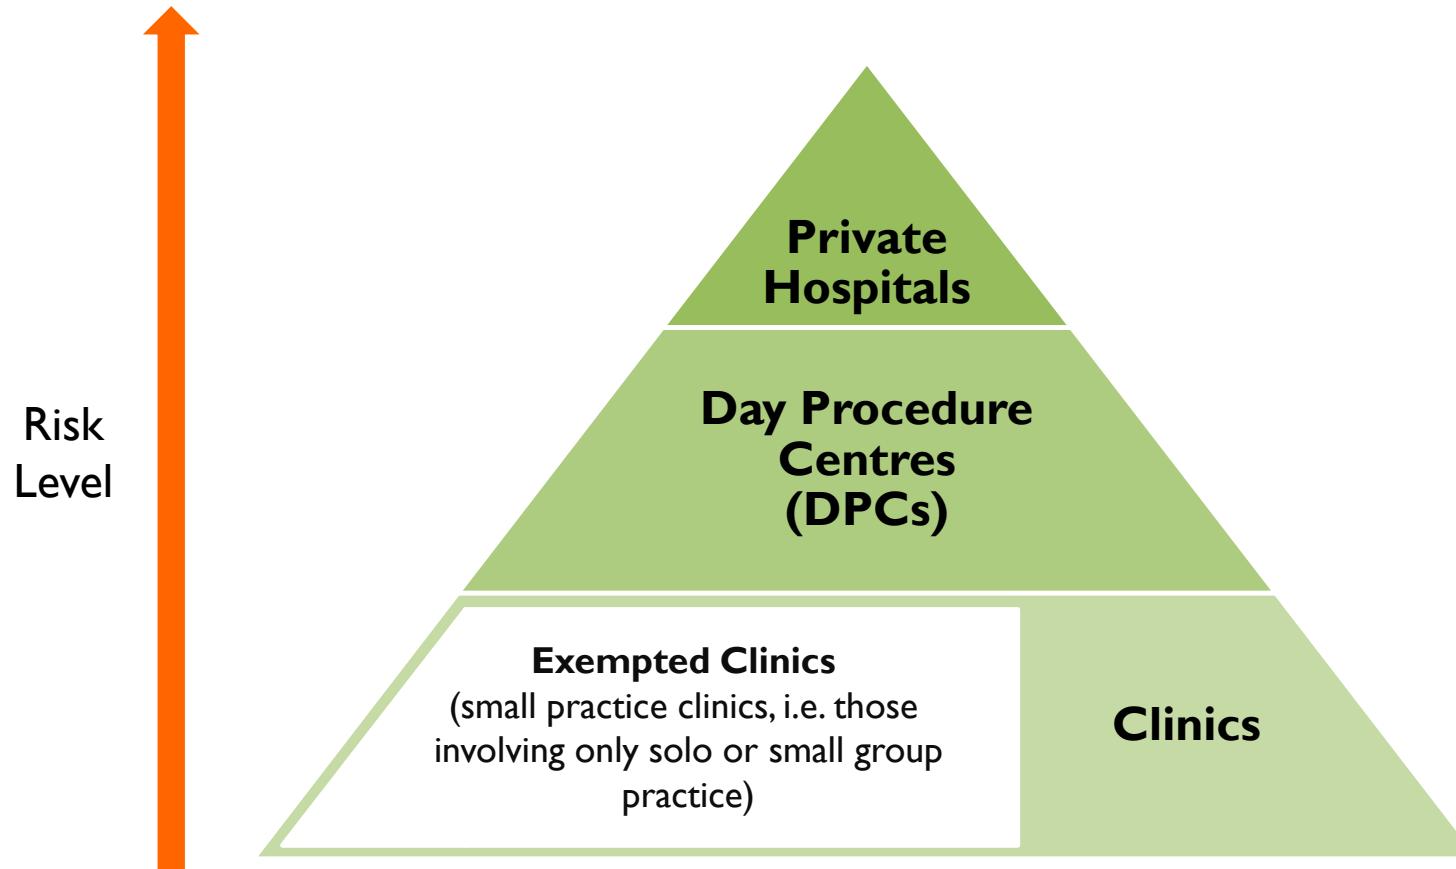 Risk
Level
Private
Hospitals
Day Procedure
Centres
(DPCs)
Exempted Clinics
(small practice clinics, i.e. those
involving only solo or small group
practice)
Clinics